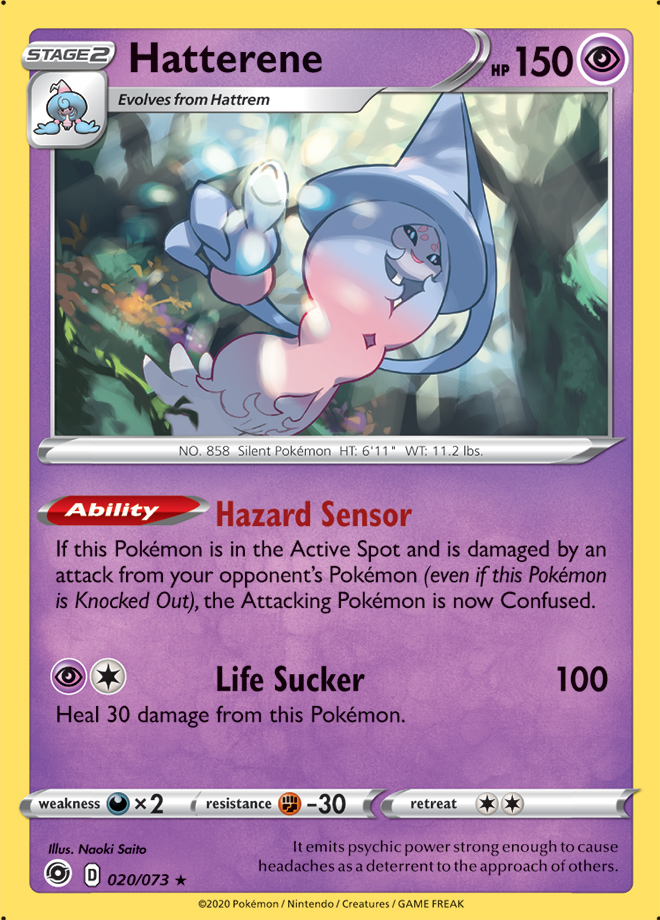 STAGE2
Hatterene
HP 150
Evolves from Hattrem
NO. 858 Silent Pokémon HT: 6'11" WT: 11.2 lbs.
Ability Hazard Sensor
If this Pokémon is in the Active Spot and is damaged by an
attack from your opponent's Pokémon (even if this Pokémon
is Knocked Out), the Attacking Pokémon is now Confused.
Life Sucker 100
Heal 30 damage from this Pokémon.
weakness ×2 resistance -30 retreat
Illus. Naoki Saito
It emits psychic power strong enough to cause
headaches as a deterrent to the approach of others.
D 020/073 ★
©2020 Pokémon / Nintendo / Creatures / GAME FREAK